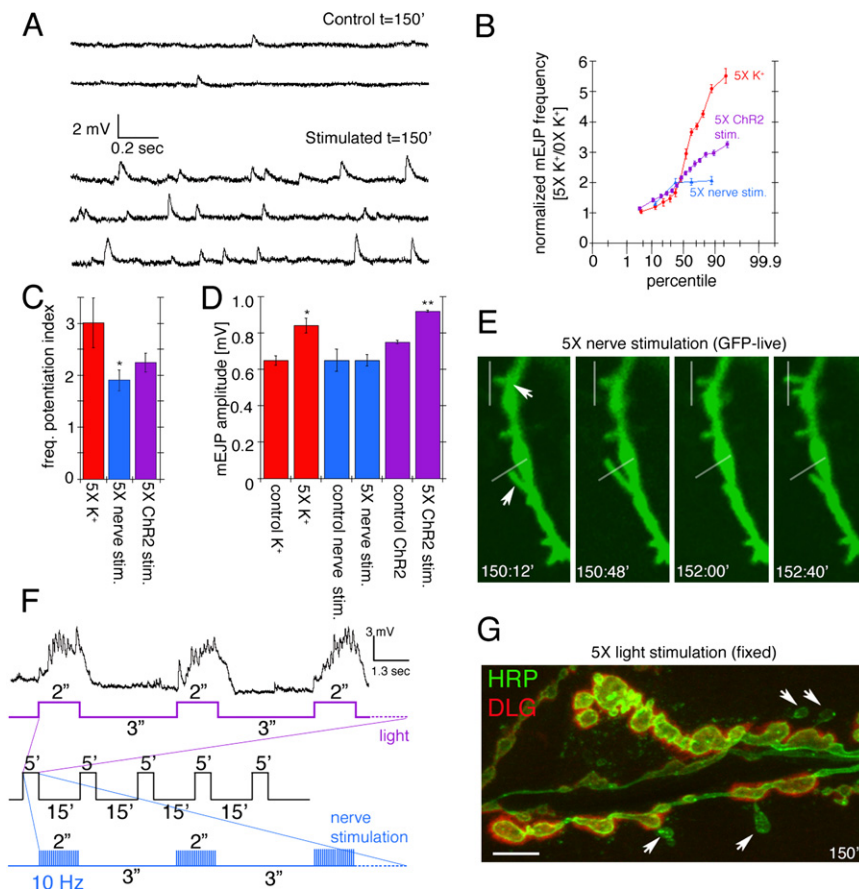 A
Control t=150'
2 mV
0.2 sec
Stimulated t=150'
B
normalized mEJP frequency
[5X K⁺/0X K⁺]
6
5
4
3
2
1
0
5X K⁺
5X ChR2
stim.
5X nerve stim.
0 1 10 50 90 99.9
percentile
C
freq. potentiation index
3
2
1
0
*
5X K⁺
5X nerve stim.
5X ChR2 stim.
D
mEJP amplitude [mV]
1.0
0.8
0.6
0.4
0.2
0
*
**
control K⁺
5X K⁺
control nerve stim.
5X nerve stim.
control ChR2
5X ChR2 stim.
E
5X nerve stimulation (GFP-live)
150:12'
150:48'
152:00'
152:40'
F
3 mV
1.3 sec
2” 2” 2”
3” 3”
light
5' 5' 5' 5' 5'
15' 15' 15' 15'
nerve
stimulation
2” 2”
3” 3”
10 Hz
G
5X light stimulation (fixed)
HRP
DLG
150'